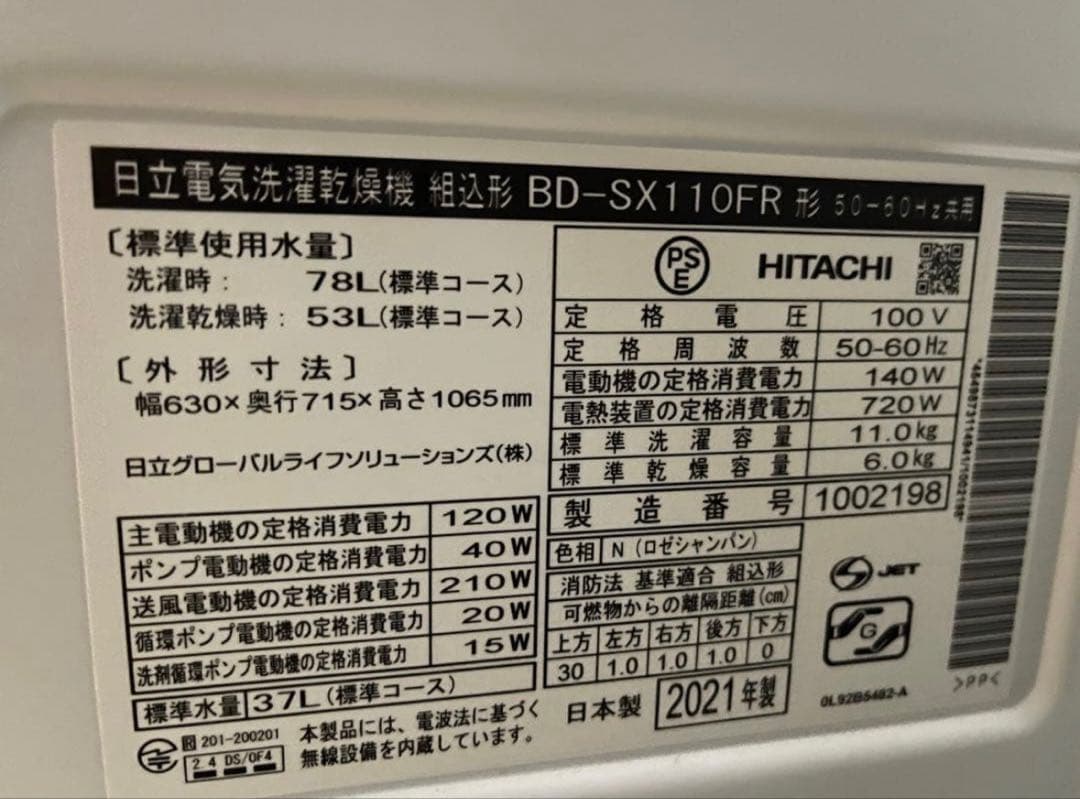 日立電気洗濯乾燥機 組込形 BD-SX110FR 形 50-60Hz共用
〔標準使用水量〕
洗濯時: 78L(標準コース)
洗濯乾燥時: 53L(標準コース)
〔外形寸法〕
幅630×奥行715×高さ1065mm
日立グローバルライフソリューションズ(株)
主電動機の定格消費電力 120W
ポンプ電動機の定格消費電力 40W
送風電動機の定格消費電力 210W
循環ポンプ電動機の定格消費電力 20W
洗剤循環ポンプ電動機の定格消費電力 15W
標準水量 37L(標準コース)
図 201-200201
2.4 DS/OF4
本製品には、電波法に基づく
無線設備を内蔵しています。
PSE HITACHI
定格電圧 100V
定格周波数 50-60Hz
電動機の定格消費電力 140W
電熱装置の定格消費電力 720W
標準洗濯容量 11.0kg
標準乾燥容量 6.0kg
製造番号 1002198
色相 N(ロゼシャンパン)
消防法 基準適合 組込形
可燃物からの離隔距離(cm)
上方 左方 右方 後方 下方
30 1.0 1.0 1.0 0
日本製 2021年製
JET
G
0L92B5482-A
>PP<